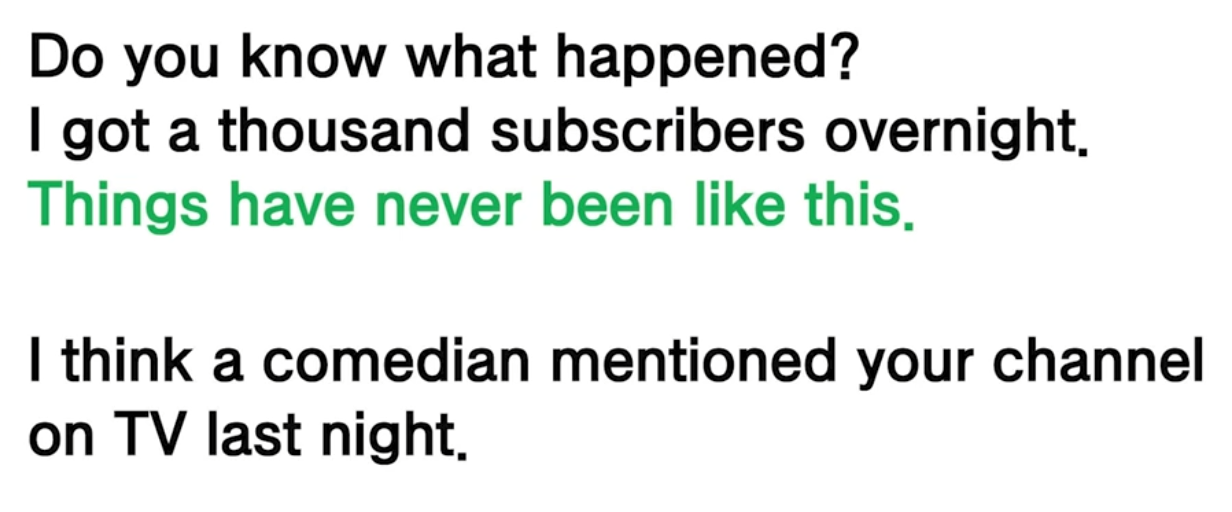 Do you know what happened?
I got a thousand subscribers overnight.
Things have never been like this.
I think a comedian mentioned your channel
on TV last night.